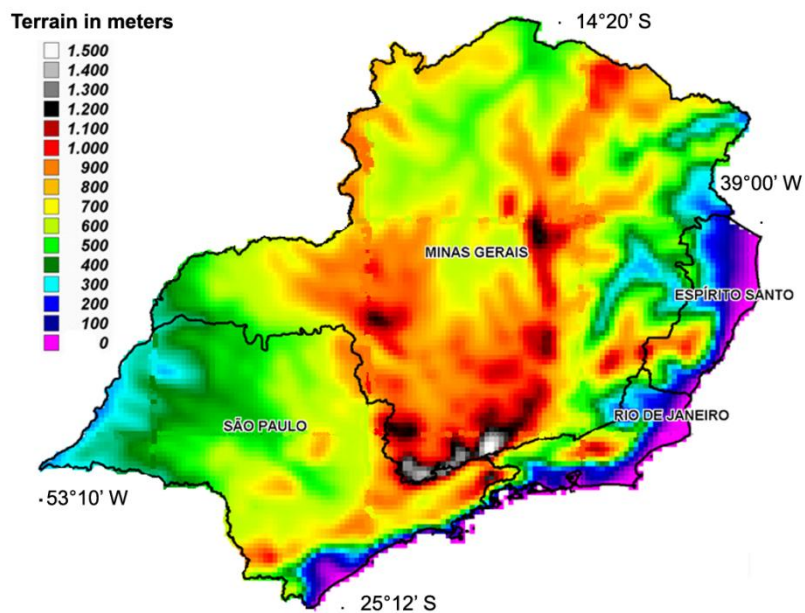 Terrain in meters
14°20’ S
1.500
1.400
1.300
1.200
1.100
1.000
900
800
700
600
500
400
300
200
100
0
39°00’ W
MINAS GERAIS
ESPÍRITO SANTO
RIO DE JANEIRO
SÃO PAULO
53°10’ W
25°12’ S